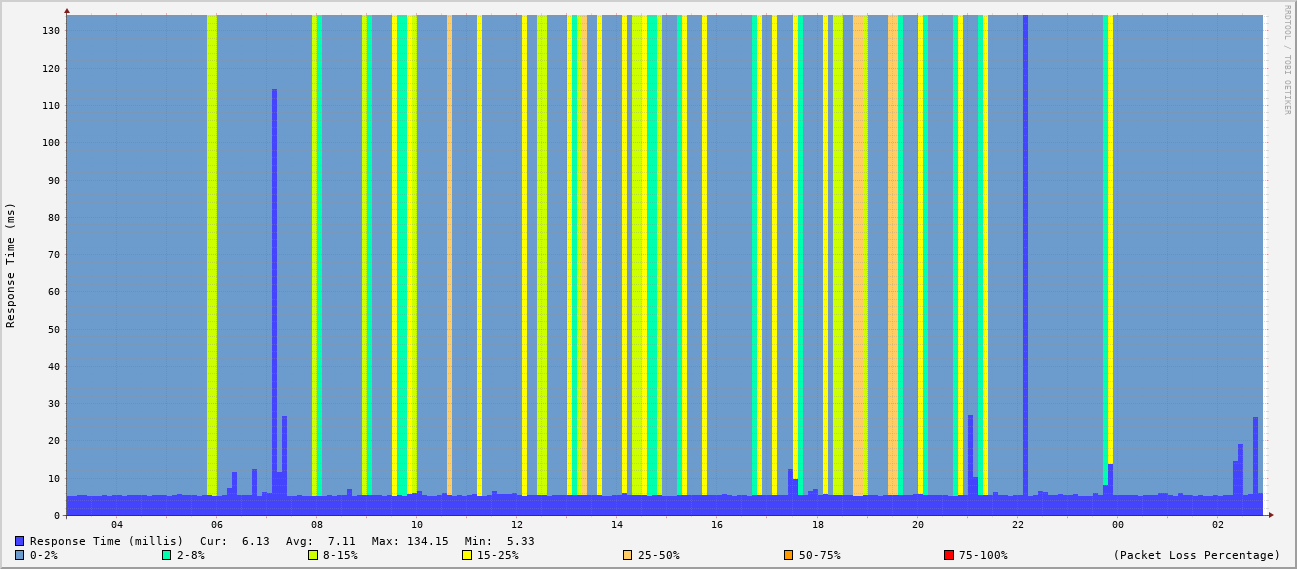 RRDTOOL / TOBI OETIKER
Response Time (ms)
130
120
110
100
90
80
70
60
50
40
30
20
10
0
04 06 08 10 12 14 16 18 20 22 00 02
Response Time (millis) Cur: 6.13 Avg: 7.11 Max: 134.15 Min: 5.33
0-2% 2-8% 8-15% 15-25% 25-50% 50-75% 75-100% (Packet Loss Percentage)